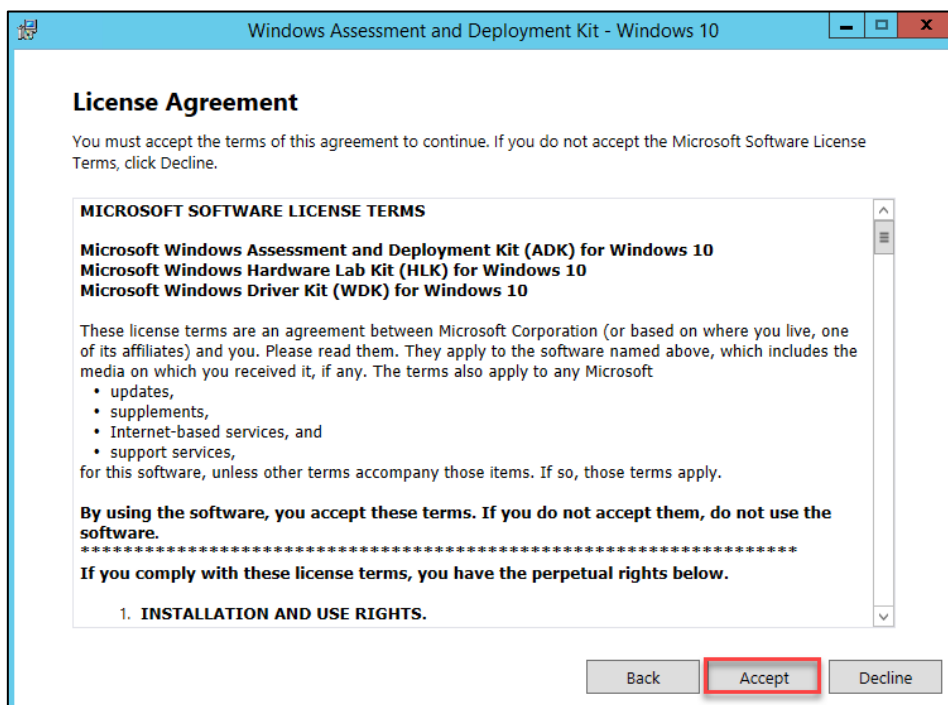 Windows Assessment and Deployment Kit - Windows 10
License Agreement
You must accept the terms of this agreement to continue. If you do not accept the Microsoft Software License
Terms, click Decline.
MICROSOFT SOFTWARE LICENSE TERMS
Microsoft Windows Assessment and Deployment Kit (ADK) for Windows 10
Microsoft Windows Hardware Lab Kit (HLK) for Windows 10
Microsoft Windows Driver Kit (WDK) for Windows 10
These license terms are an agreement between Microsoft Corporation (or based on where you live, one
of its affiliates) and you. Please read them. They apply to the software named above, which includes the
media on which you received it, if any. The terms also apply to any Microsoft
• updates,
• supplements,
• Internet-based services, and
• support services,
for this software, unless other terms accompany those items. If so, those terms apply.
By using the software, you accept these terms. If you do not accept them, do not use the
software.
********************************************************************
If you comply with these license terms, you have the perpetual rights below.
1. INSTALLATION AND USE RIGHTS.
Back Accept Decline